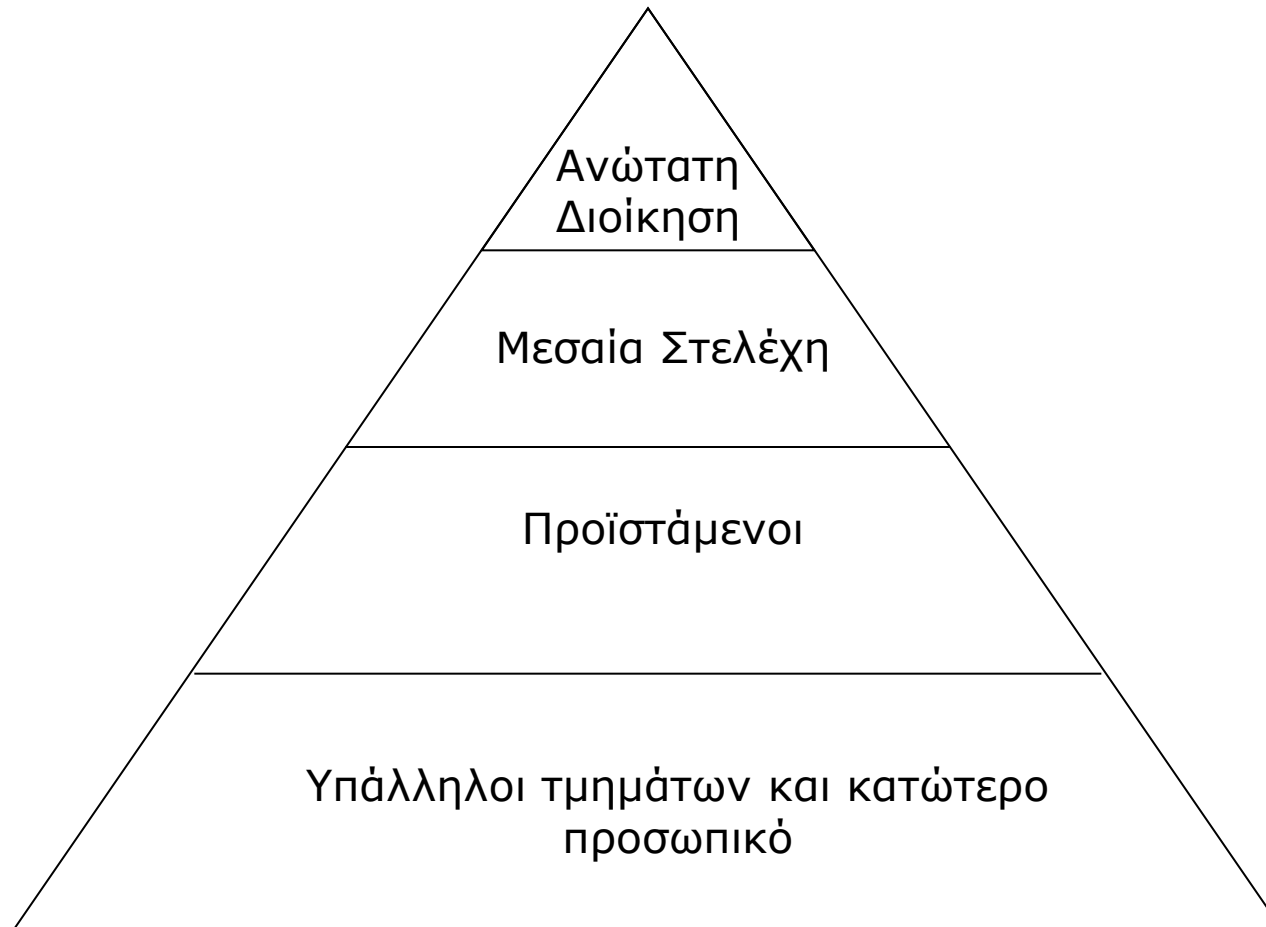 Ανώτατη
Διοίκηση
Μεσαία Στελέχη
Προϊστάμενοι
Υπάλληλοι τμημάτων και κατώτερο
προσωπικό